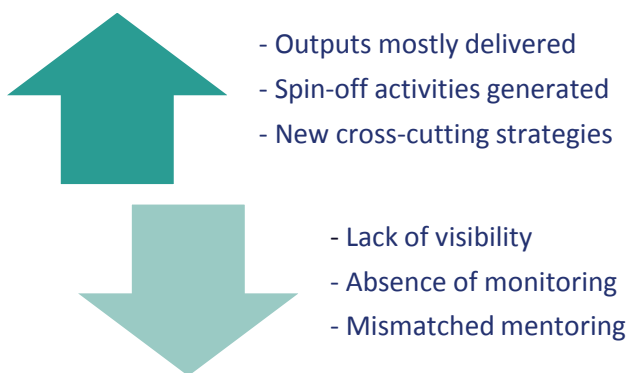 - Outputs mostly delivered
- Spin-off activities generated
- New cross-cutting strategies
- Lack of visibility
- Absence of monitoring
- Mismatched mentoring